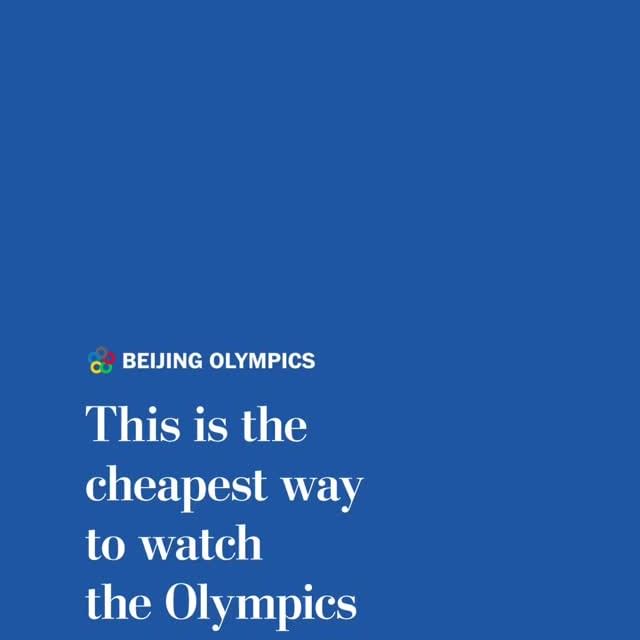 BEIJING OLYMPICS
This is the
cheapest way
to watch
the Olympics